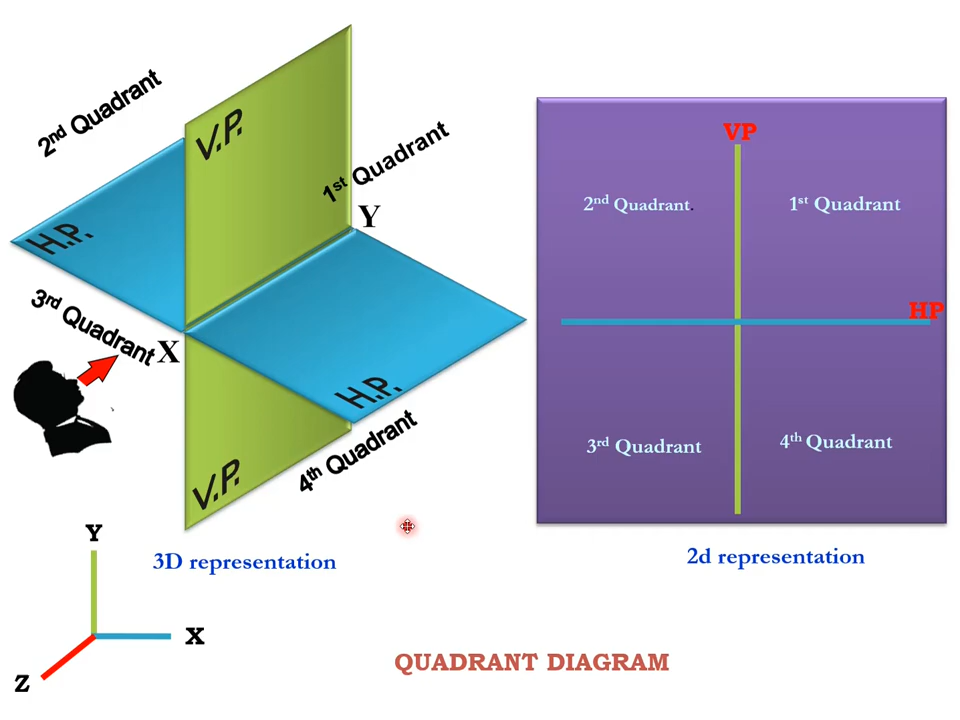 2nd Quadrant
V.P.
1st Quadrant
Y
H.P.
3rd Quadrant
X
H.P.
4th Quadrant
V.P.
3D representation
Y
X
Z
VP
2nd Quadrant.
1st Quadrant
HP
3rd Quadrant
4th Quadrant
2d representation
QUADRANT DIAGRAM